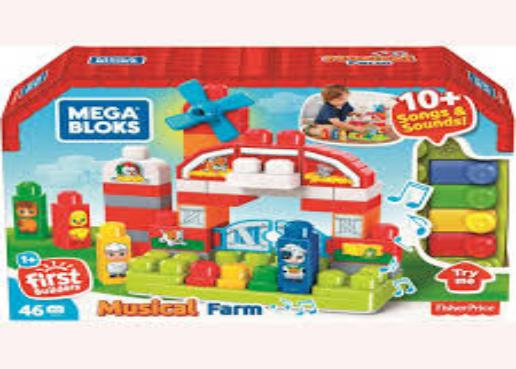 MEGA
BLOKS
10+
Songs &
Sounds!
1+
first
builders
46
Musical Farm
Try
me
Fisher-Price